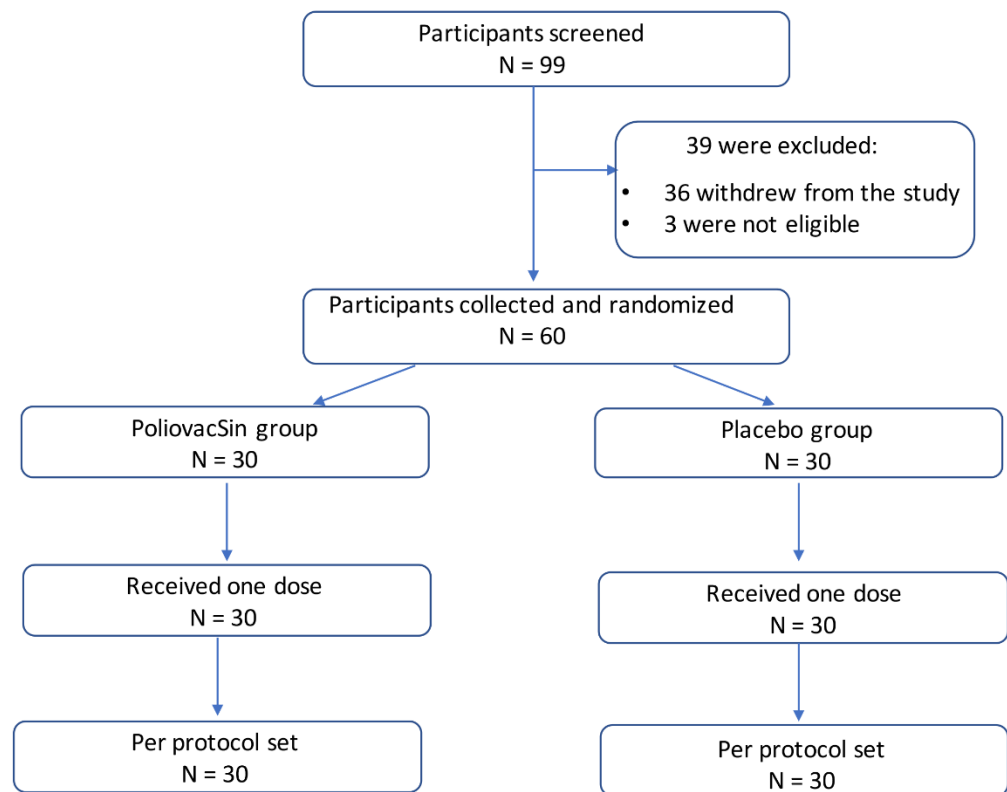 Participants screened
N = 99
39 were excluded:
• 36 withdrew from the study
• 3 were not eligible
Participants collected and randomized
N = 60
PoliovacSin group
N = 30
Placebo group
N = 30
Received one dose
N = 30
Received one dose
N = 30
Per protocol set
N = 30
Per protocol set
N = 30